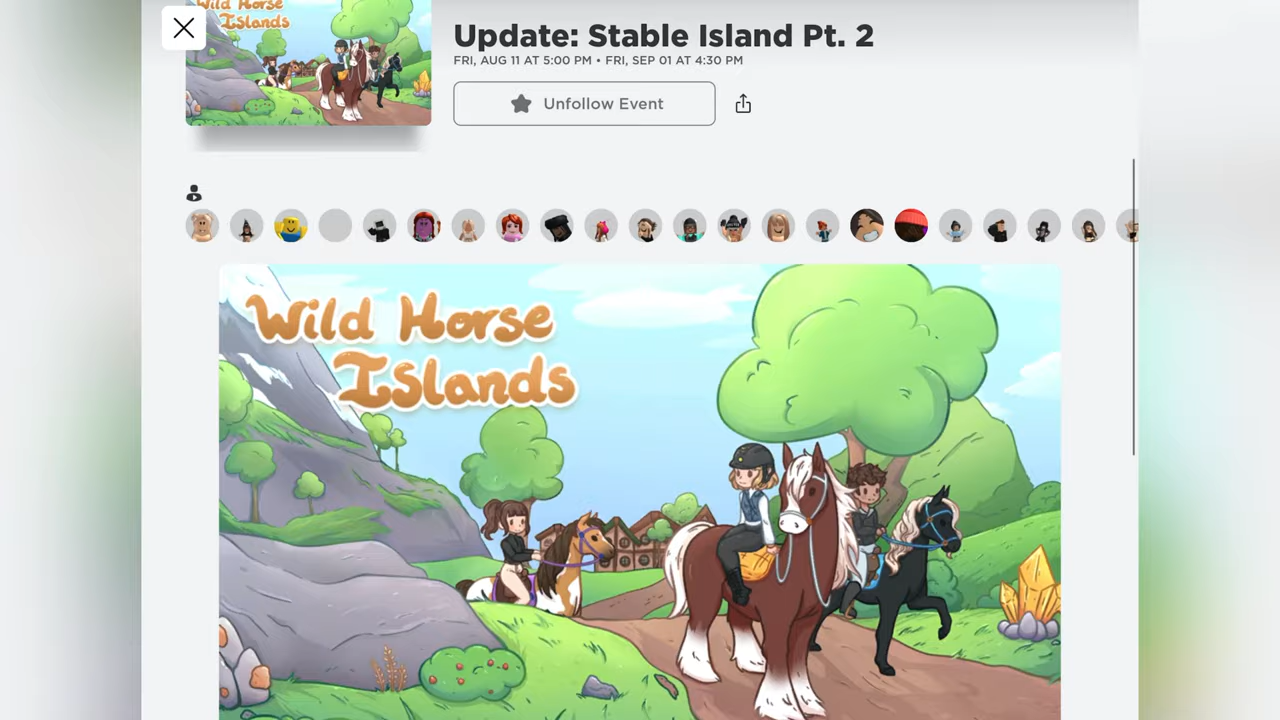 Wild Horse
Islands
Update: Stable Island Pt. 2
FRI, AUG 11 AT 5:00 PM • FRI, SEP 01 AT 4:30 PM
Unfollow Event
Wild Horse
Islands